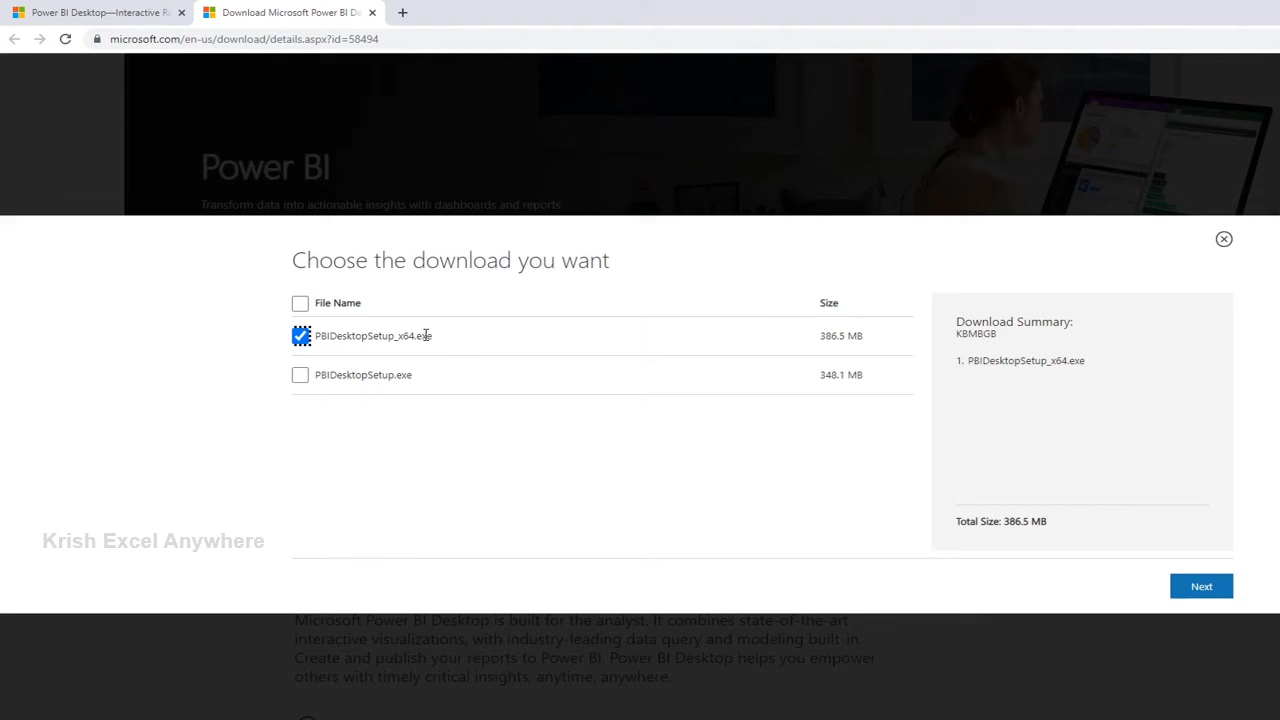 Power BI Desktop—Interactive R
Download Microsoft Power BI De
microsoft.com/en-us/download/details.aspx?id=58494
Power BI
Transform data into actionable insights with dashboards and reports
Choose the download you want
File Name
Size
PBIDesktopSetup_x64.exe
386.5 MB
PBIDesktopSetup.exe
348.1 MB
Download Summary:
KBMBGB
1. PBIDesktopSetup_x64.exe
Total Size: 386.5 MB
Krish Excel Anywhere
Next
Microsoft Power BI Desktop is built for the analyst. It combines state-of-the-art
interactive visualizations, with industry-leading data query and modeling built-in.
Create and publish your reports to Power BI. Power BI Desktop helps you empower
others with timely critical insights, anytime, anywhere.